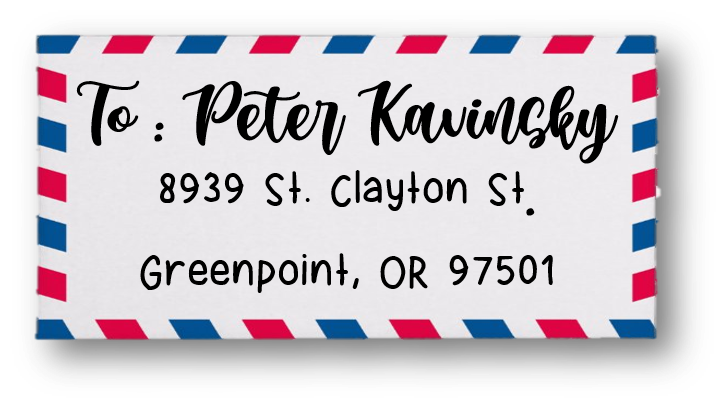 To : Peter Kavinsky
8939 St. Clayton St.
Greenpoint, OR 97501